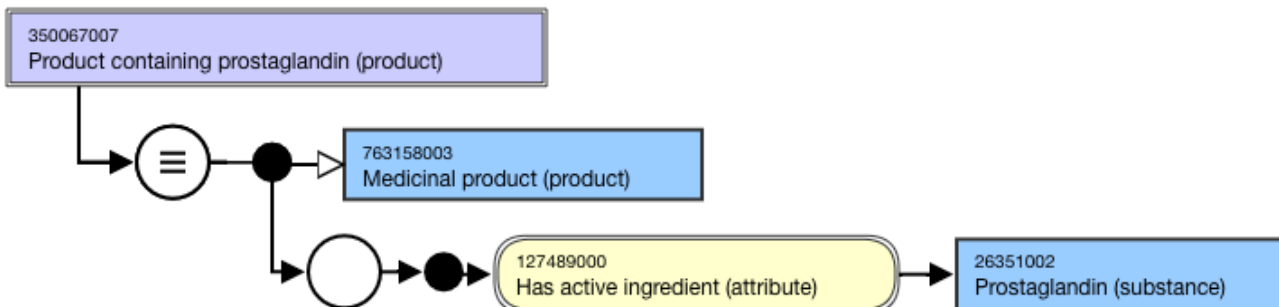 350067007
Product containing prostaglandin (product)
763158003
Medicinal product (product)
127489000
Has active ingredient (attribute)
26351002
Prostaglandin (substance)